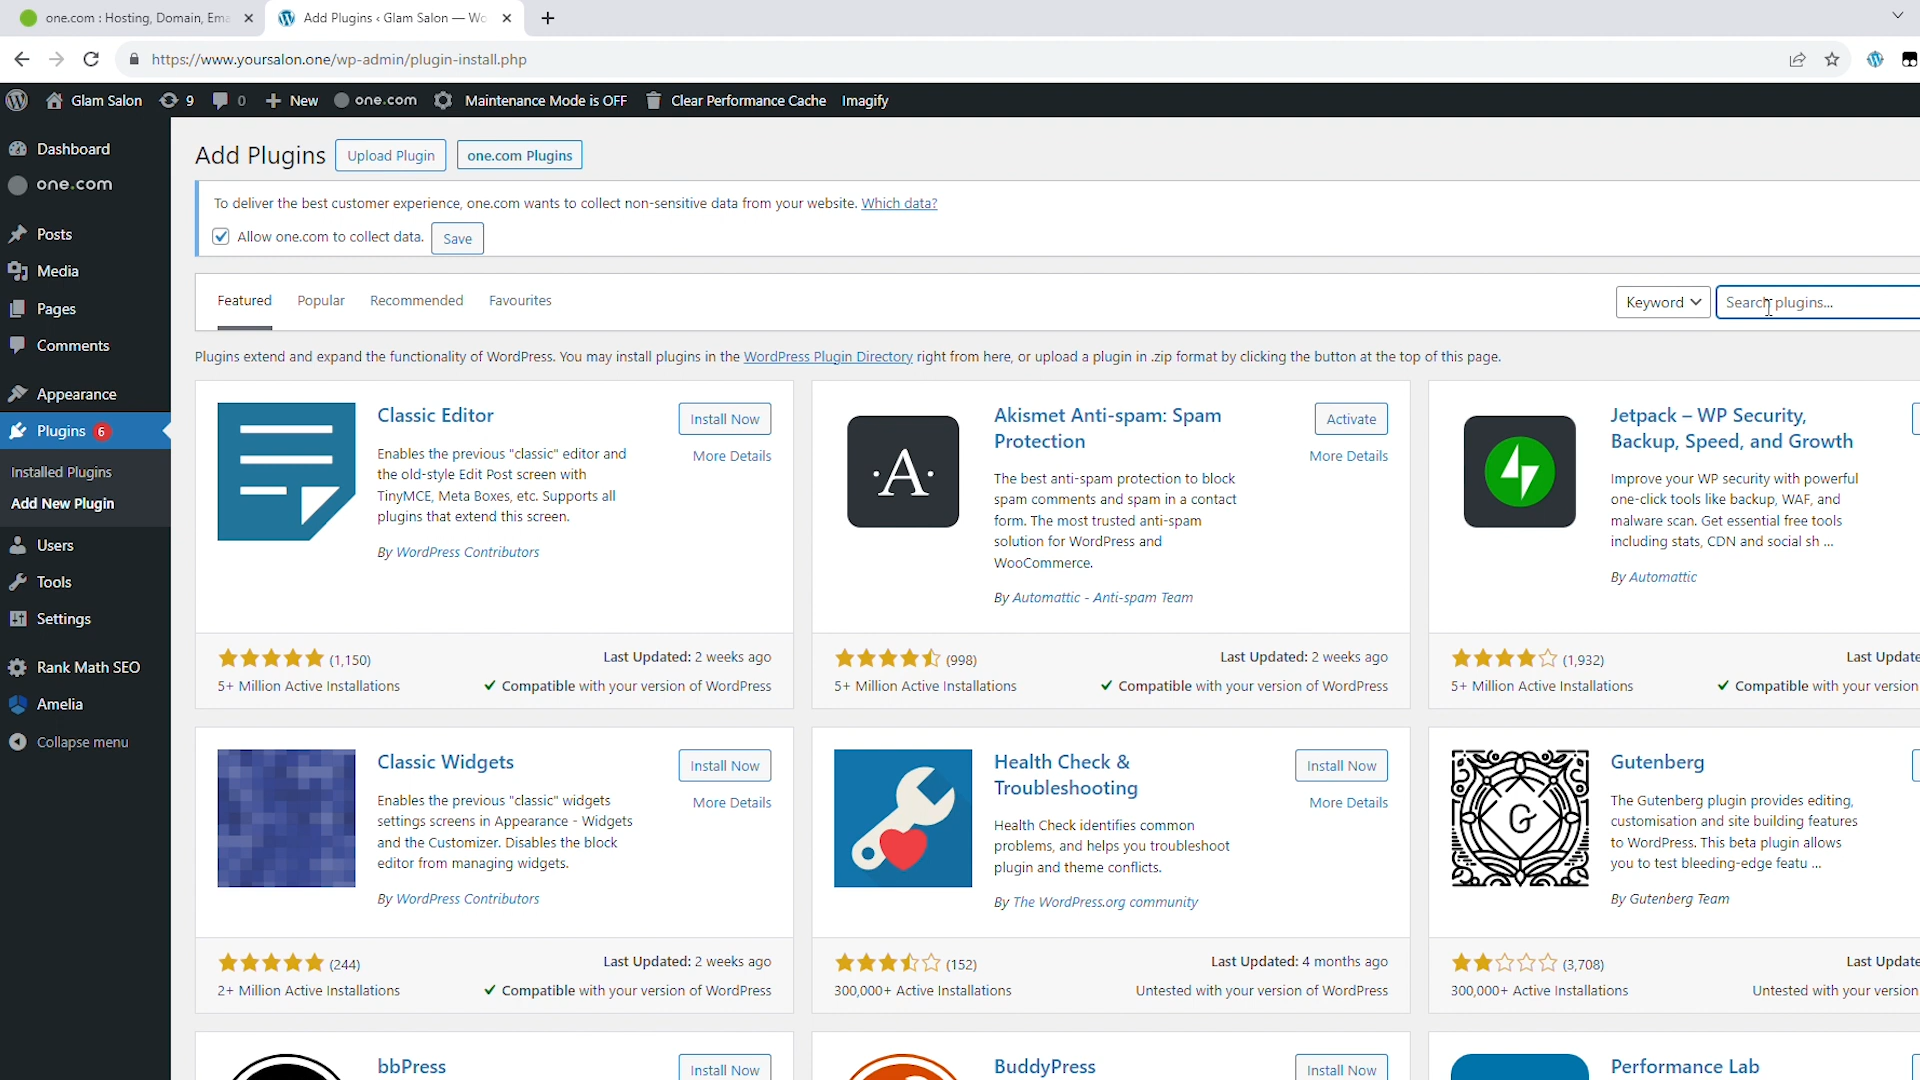 one.com : Hosting, Domain, Ema
Add Plugins ‹ Glam Salon — Wo
https://www.yoursalon.one/wp-admin/plugin-install.php
Glam Salon
9
0
New
one.com
Maintenance Mode is OFF
Clear Performance Cache
Imagify
Dashboard
one.com
Posts
Media
Pages
Comments
Appearance
Plugins 6
Installed Plugins
Add New Plugin
Users
Tools
Settings
Rank Math SEO
Amelia
Collapse menu
Add Plugins
Upload Plugin
one.com Plugins
To deliver the best customer experience, one.com wants to collect non-sensitive data from your website. Which data?
Allow one.com to collect data.
Save
Featured
Popular
Recommended
Favourites
Keyword
Search plugins...
Plugins extend and expand the functionality of WordPress. You may install plugins in the WordPress Plugin Directory right from here, or upload a plugin in .zip format by clicking the button at the top of this page.
Classic Editor
Install Now
More Details
Enables the previous "classic" editor and
the old-style Edit Post screen with
TinyMCE, Meta Boxes, etc. Supports all
plugins that extend this screen.
By WordPress Contributors
(1,150)
Last Updated: 2 weeks ago
5+ Million Active Installations
Compatible with your version of WordPress
·A·
Akismet Anti-spam: Spam
Protection
Activate
More Details
The best anti-spam protection to block
spam comments and spam in a contact
form. The most trusted anti-spam
solution for WordPress and
WooCommerce.
By Automattic - Anti-spam Team
(998)
Last Updated: 2 weeks ago
5+ Million Active Installations
Compatible with your version of WordPress
Jetpack – WP Security,
Backup, Speed, and Growth
Improve your WP security with powerful
one-click tools like backup, WAF, and
malware scan. Get essential free tools
including stats, CDN and social sh ...
By Automattic
(1,932)
Last Update
5+ Million Active Installations
Compatible with your version
Classic Widgets
Install Now
More Details
Enables the previous "classic" widgets
settings screens in Appearance - Widgets
and the Customizer. Disables the block
editor from managing widgets.
By WordPress Contributors
(244)
Last Updated: 2 weeks ago
2+ Million Active Installations
Compatible with your version of WordPress
Health Check &
Troubleshooting
Install Now
More Details
Health Check identifies common
problems, and helps you troubleshoot
plugin and theme conflicts.
By The WordPress.org community
(152)
Last Updated: 4 months ago
300,000+ Active Installations
Untested with your version of WordPress
G
Gutenberg
The Gutenberg plugin provides editing,
customisation and site building features
to WordPress. This beta plugin allows
you to test bleeding-edge featu ...
By Gutenberg Team
(3,708)
Last Update
300,000+ Active Installations
Untested with your version
bbPress
Install Now
BuddyPress
Install Now
Performance Lab